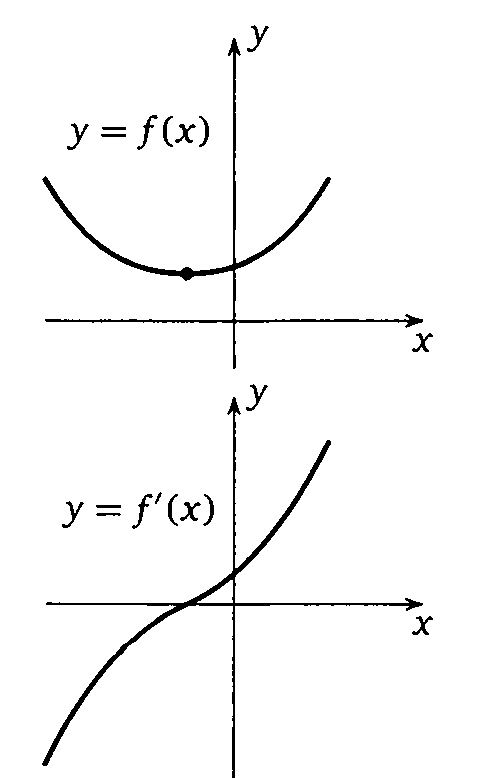 y
y = f(x)
x
y
y = f′(x)
x